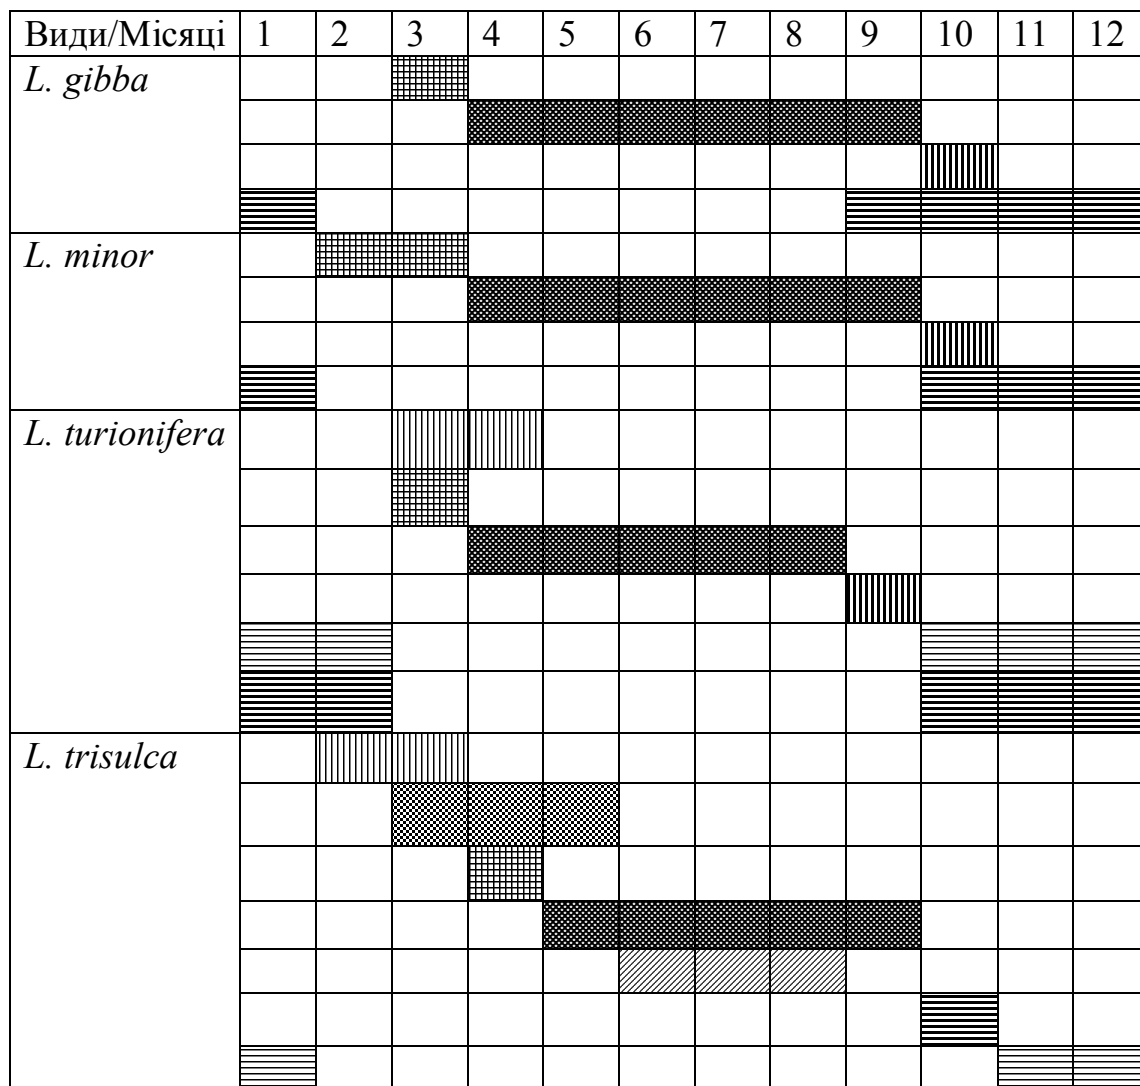 Види/Місяці 1 2 3 4 5 6 7 8 9 10 11 12
L. gibba
L. minor
L. turionifera
L. trisulca